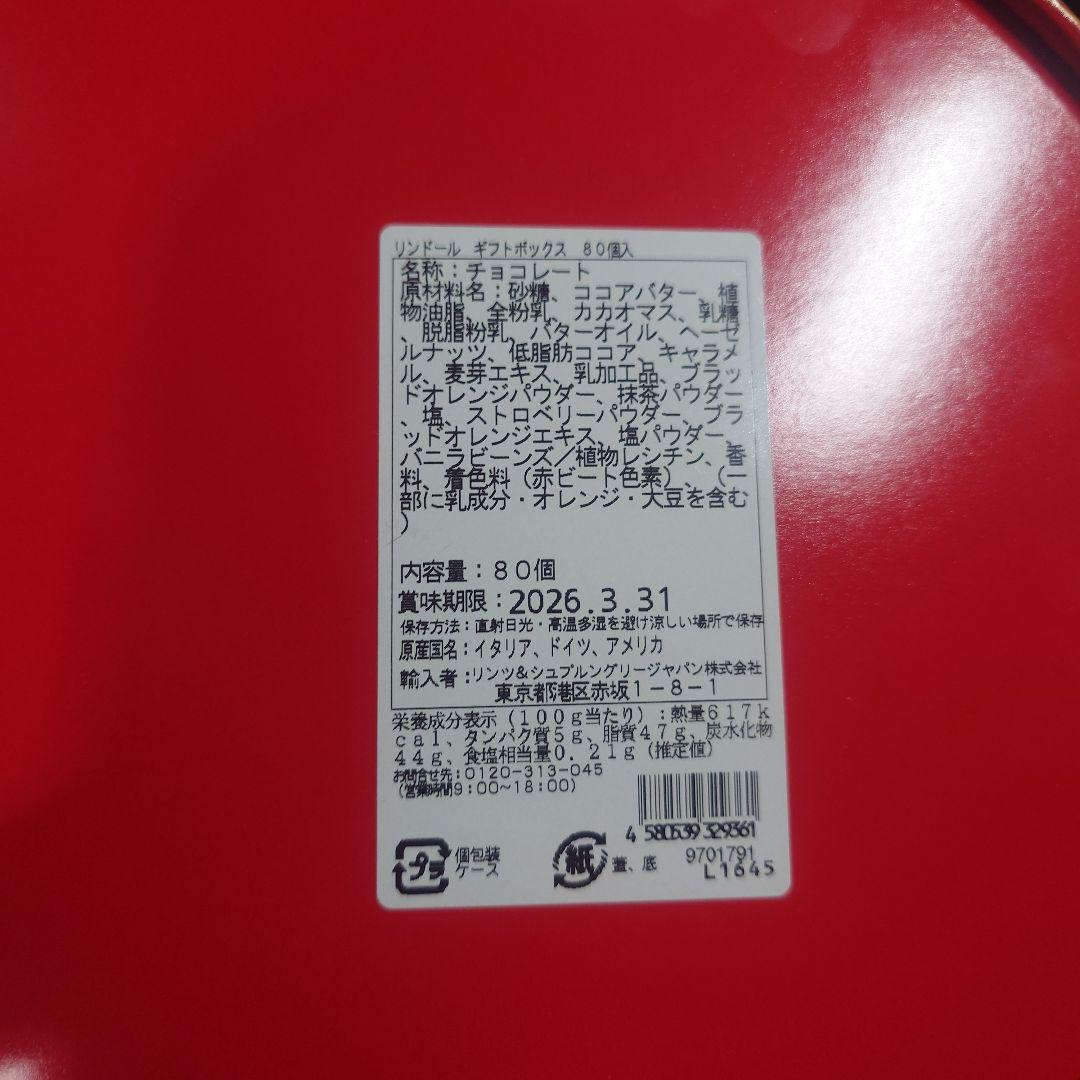 リンドール ギフトボックス 80個入
名称：チョコレート
原材料名：砂糖、ココアバター、植
物油脂、全粉乳、カカオマス、乳糖
、脱脂粉乳、バターオイル、ヘーゼ
ルナッツ、低脂肪ココア、キャラメ
ル、麦芽エキス、乳加工品、ブラッ
ドオレンジパウダー、抹茶パウダー
、塩、ストロベリーパウダー、ブラ
ッドオレンジエキス、塩パウダー、
バニラビーンズ／植物レシチン、香
料、着色料（赤ビート色素）、（一
部に乳成分・オレンジ・大豆を含む
）
内容量：80個
賞味期限：2026.3.31
保存方法：直射日光・高温多湿を避け涼しい場所で保存
原産国名：イタリア、ドイツ、アメリカ
輸入者：リンツ＆シュプルングリージャパン株式会社
東京都港区赤坂1－8－1
栄養成分表示（100g当たり）：熱量617k
cal、タンパク質5g、脂質47g、炭水化物
44g、食塩相当量0.21g（推定値）
お問合せ先：0120-313-045
（営業時間9：00～18：00）
4 580539 329361
プラ 個包装
ケース
紙 蓋、底
9701791
L1645